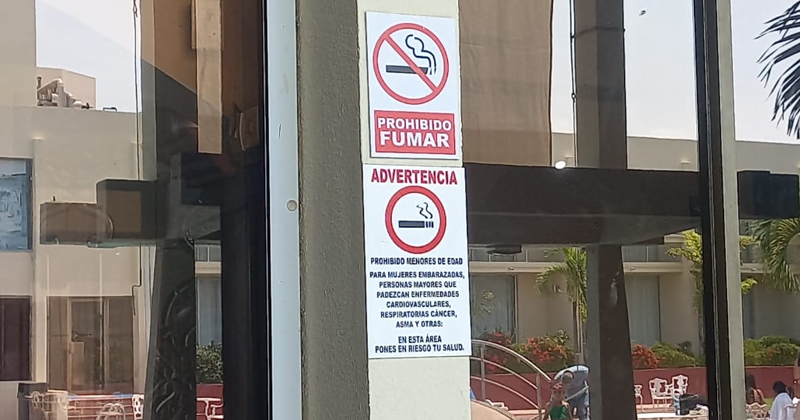 PROHIBIDO
FUMAR
ADVERTENCIA
PROHIBIDO MENORES DE EDAD
PARA MUJERES EMBARAZADAS,
PERSONAS MAYORES QUE
PADEZCAN ENFERMEDADES
CARDIOVASCULARES,
RESPIRATORIAS CÀNCER,
ASMA Y OTRAS:
EN ESTA ÁREA
PONES EN RIESGO TU SALUD.